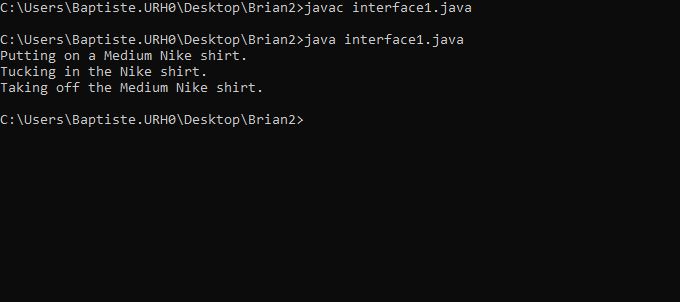 C:\Users\Baptiste.URH0\Desktop\Brian2>javac interface1.java
C:\Users\Baptiste.URH0\Desktop\Brian2>java interface1.java
Putting on a Medium Nike shirt.
Tucking in the Nike shirt.
Taking off the Medium Nike shirt.
C:\Users\Baptiste.URH0\Desktop\Brian2>